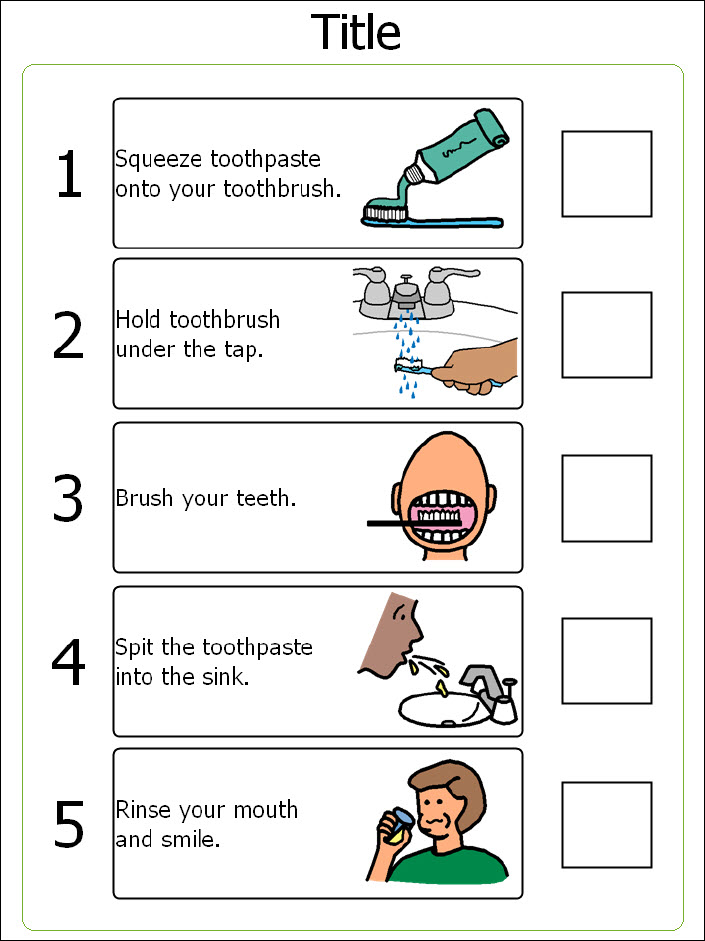 Title
1
Squeeze toothpaste
onto your toothbrush.
2
Hold toothbrush
under the tap.
3
Brush your teeth.
4
Spit the toothpaste
into the sink.
5
Rinse your mouth
and smile.